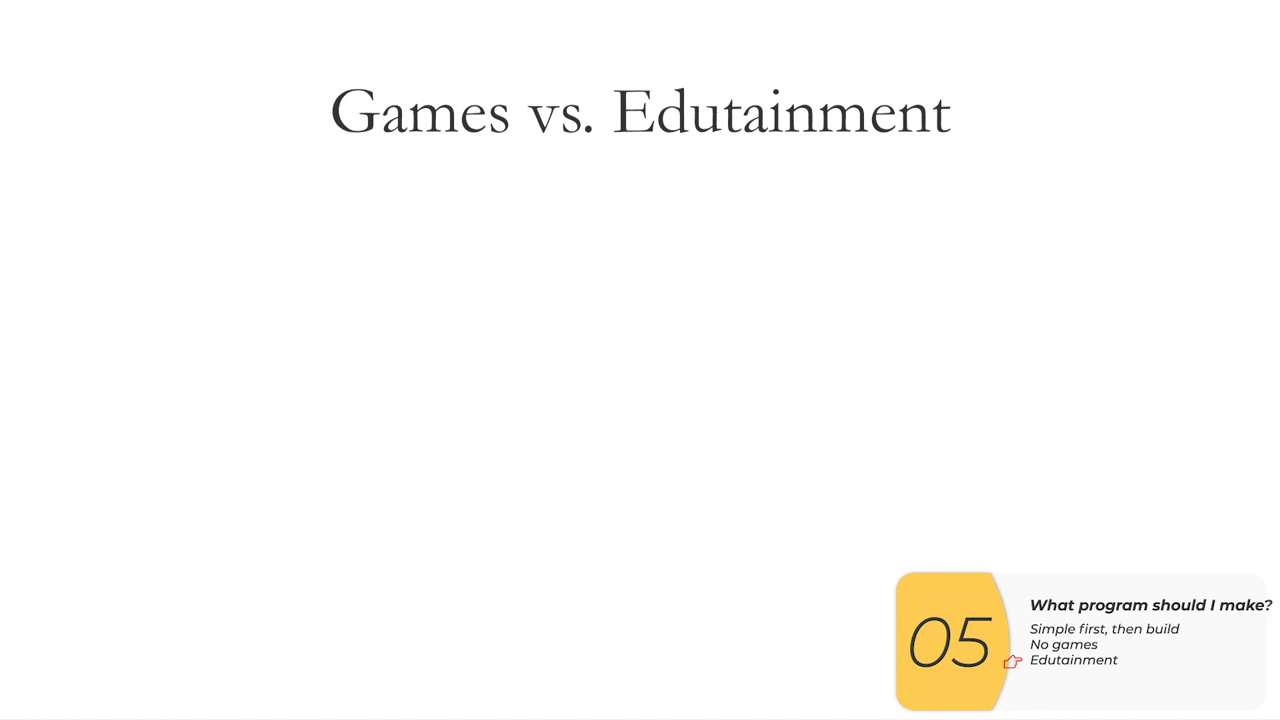 Games vs. Edutainment
05
What program should I make?
Simple first, then build
No games
Edutainment